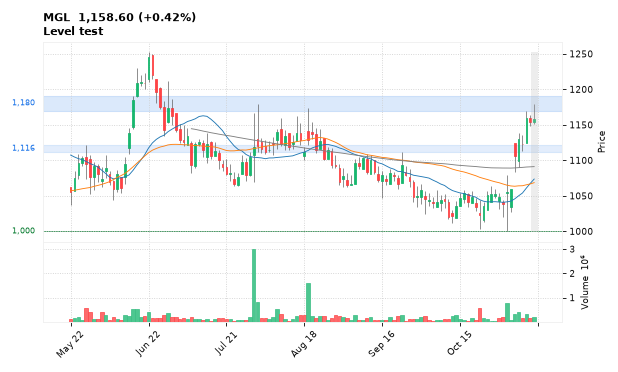 MGL 1,158.60 (+0.42%)
Level test
1250
1,180
1200
1150
1,116
1100
1050
1,000
1000
Price
3
2
1
Volume 10⁶
May 22
Jun 22
Jul 21
Aug 18
Sep 16
Oct 15